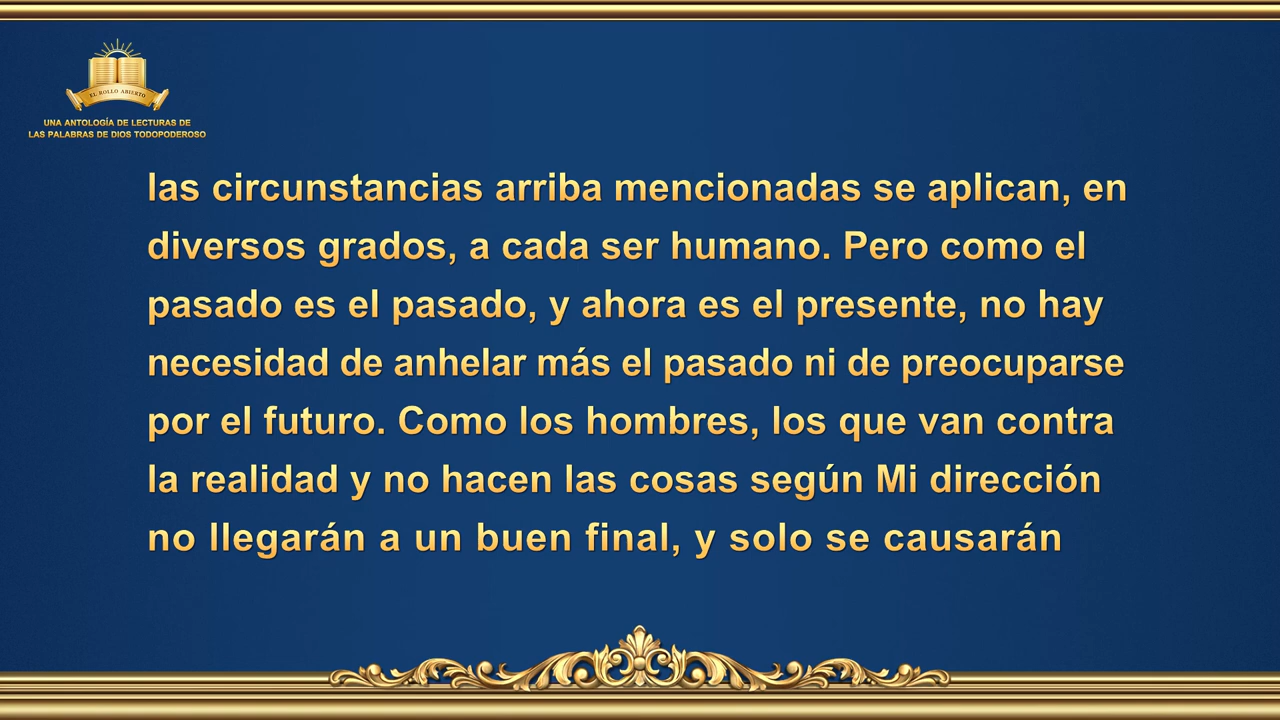 EL ROLLO ABIERTO
UNA ANTOLOGÍA DE LECTURAS DE
LAS PALABRAS DE DIOS TODOPODEROSO
las circunstancias arriba mencionadas se aplican, en
diversos grados, a cada ser humano. Pero como el
pasado es el pasado, y ahora es el presente, no hay
necesidad de anhelar más el pasado ni de preocuparse
por el futuro. Como los hombres, los que van contra
la realidad y no hacen las cosas según Mi dirección
no llegarán a un buen final, y solo se causarán